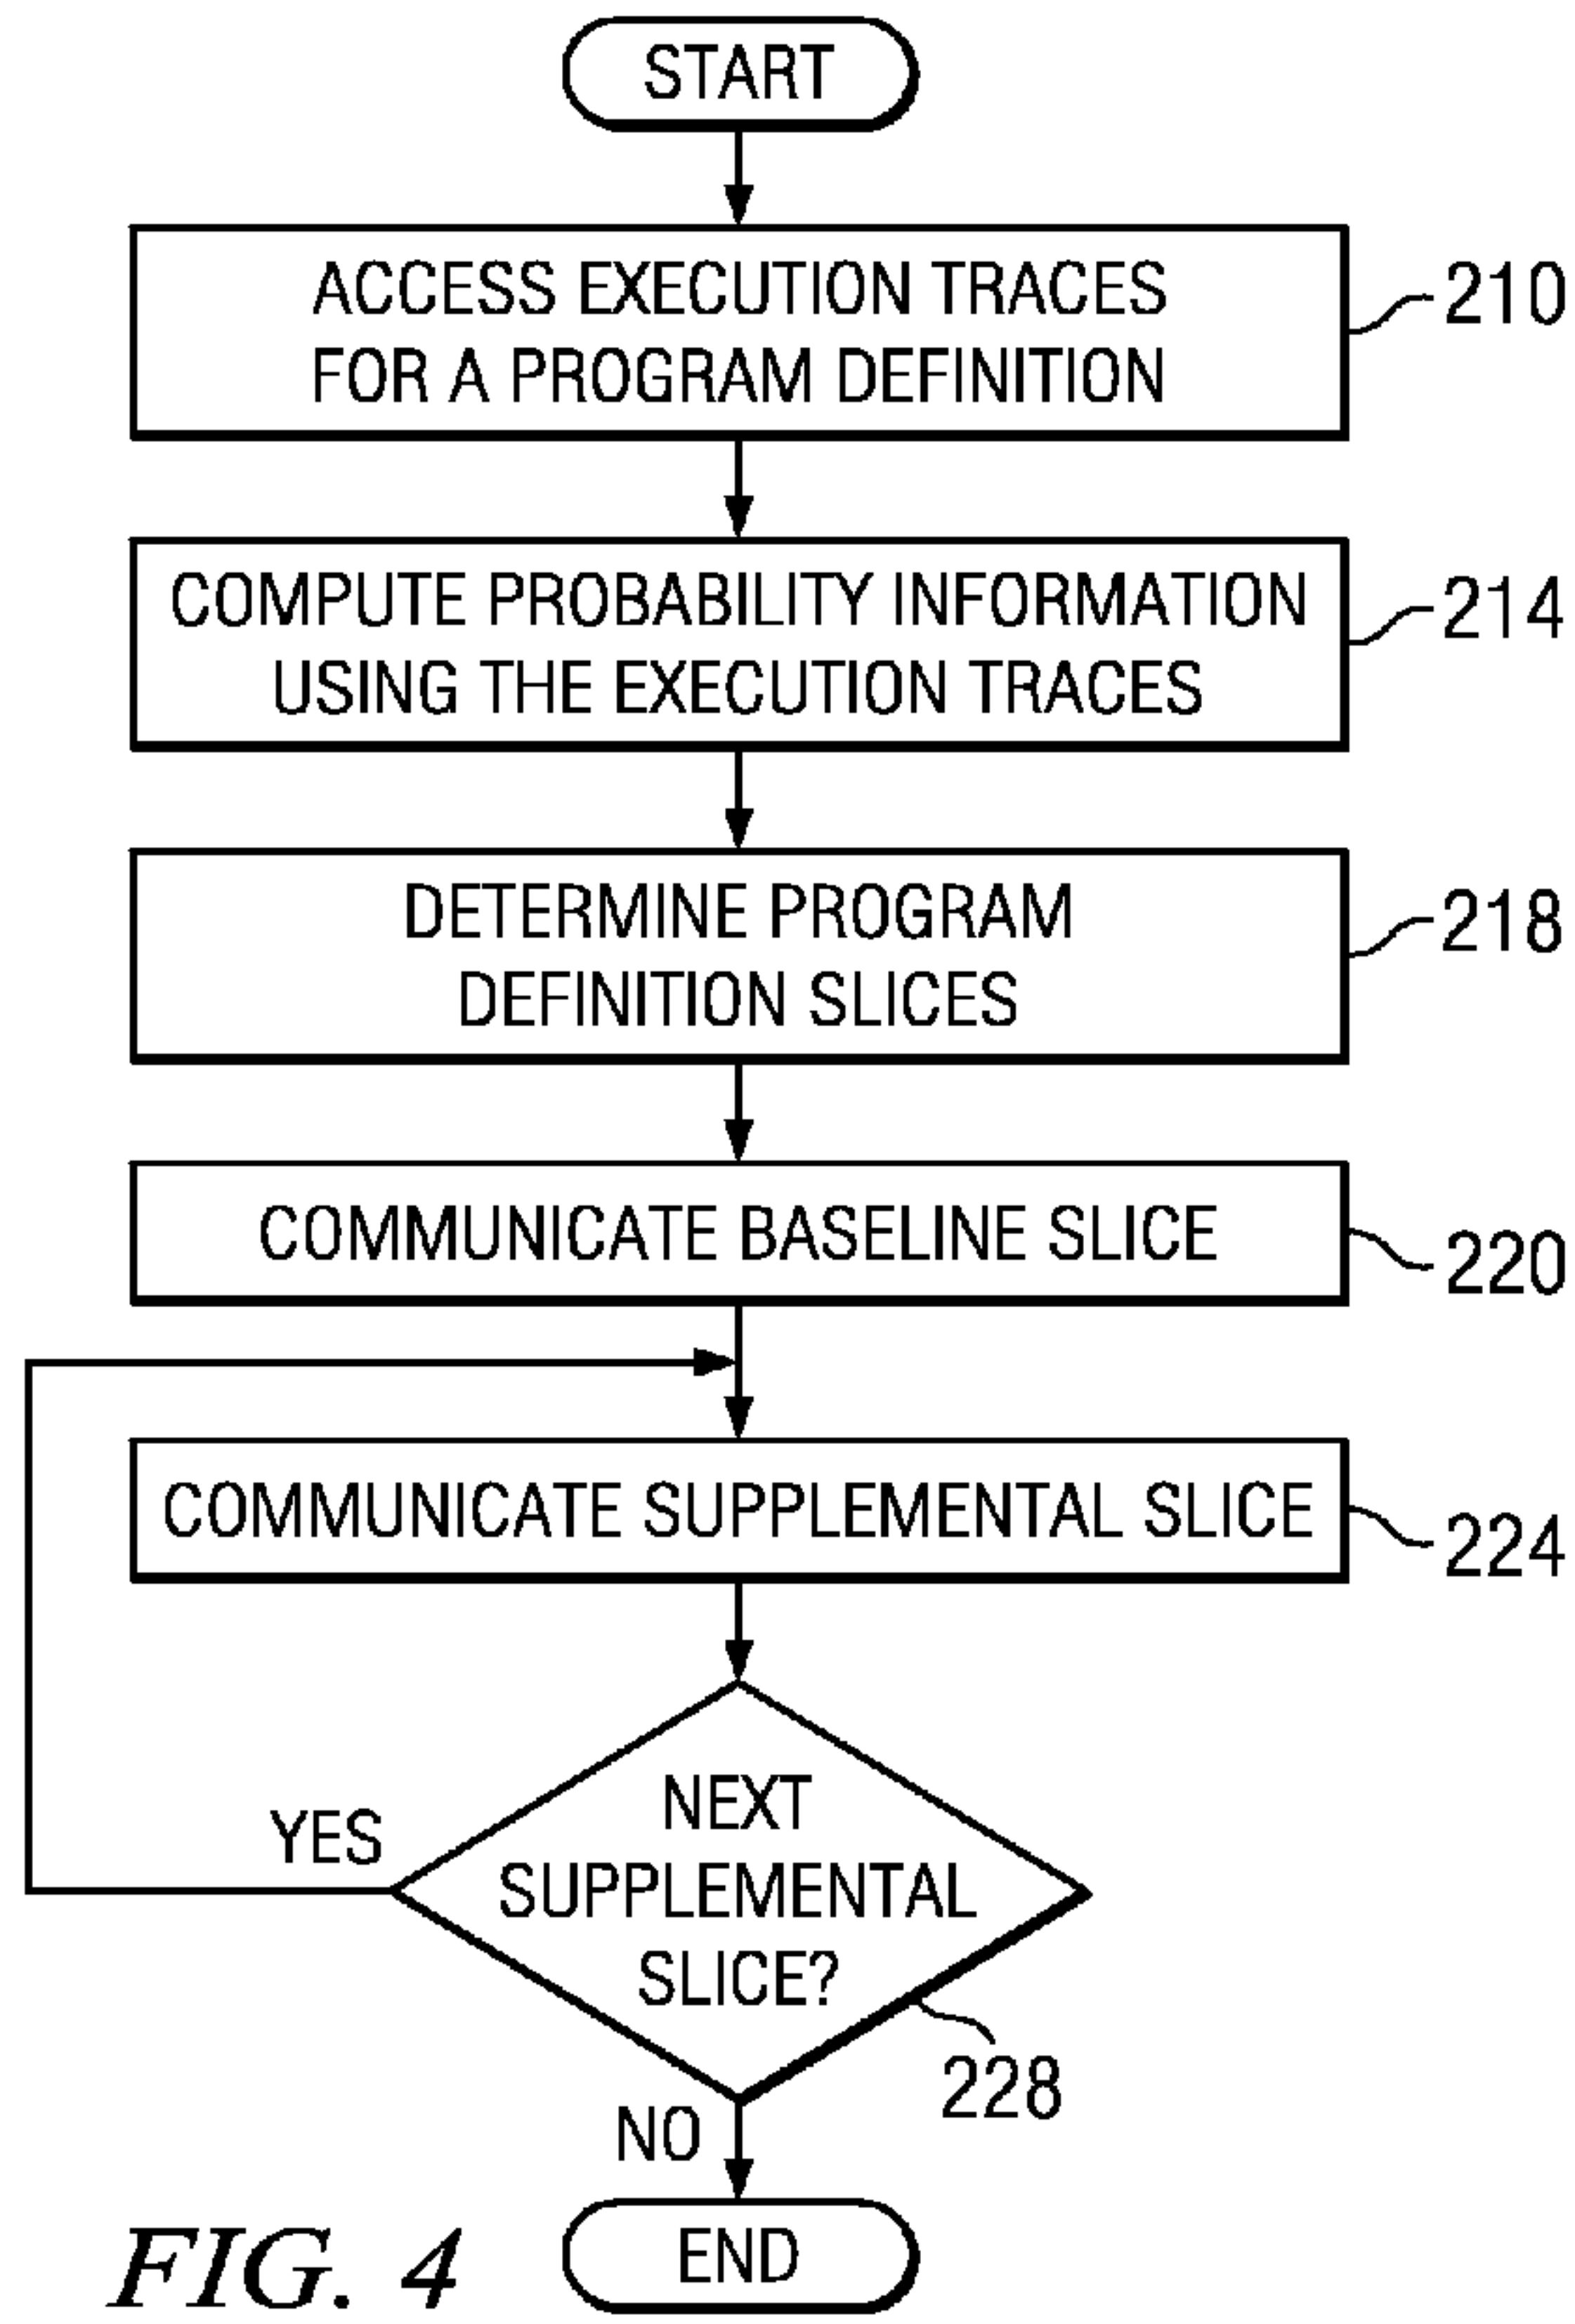 START
ACCESS EXECUTION TRACES
FOR A PROGRAM DEFINITION
210
COMPUTE PROBABILITY INFORMATION
USING THE EXECUTION TRACES
214
DETERMINE PROGRAM
DEFINITION SLICES
218
COMMUNICATE BASELINE SLICE
220
COMMUNICATE SUPPLEMENTAL SLICE
224
NEXT
SUPPLEMENTAL
SLICE?
YES
228
NO
END
FIG. 4